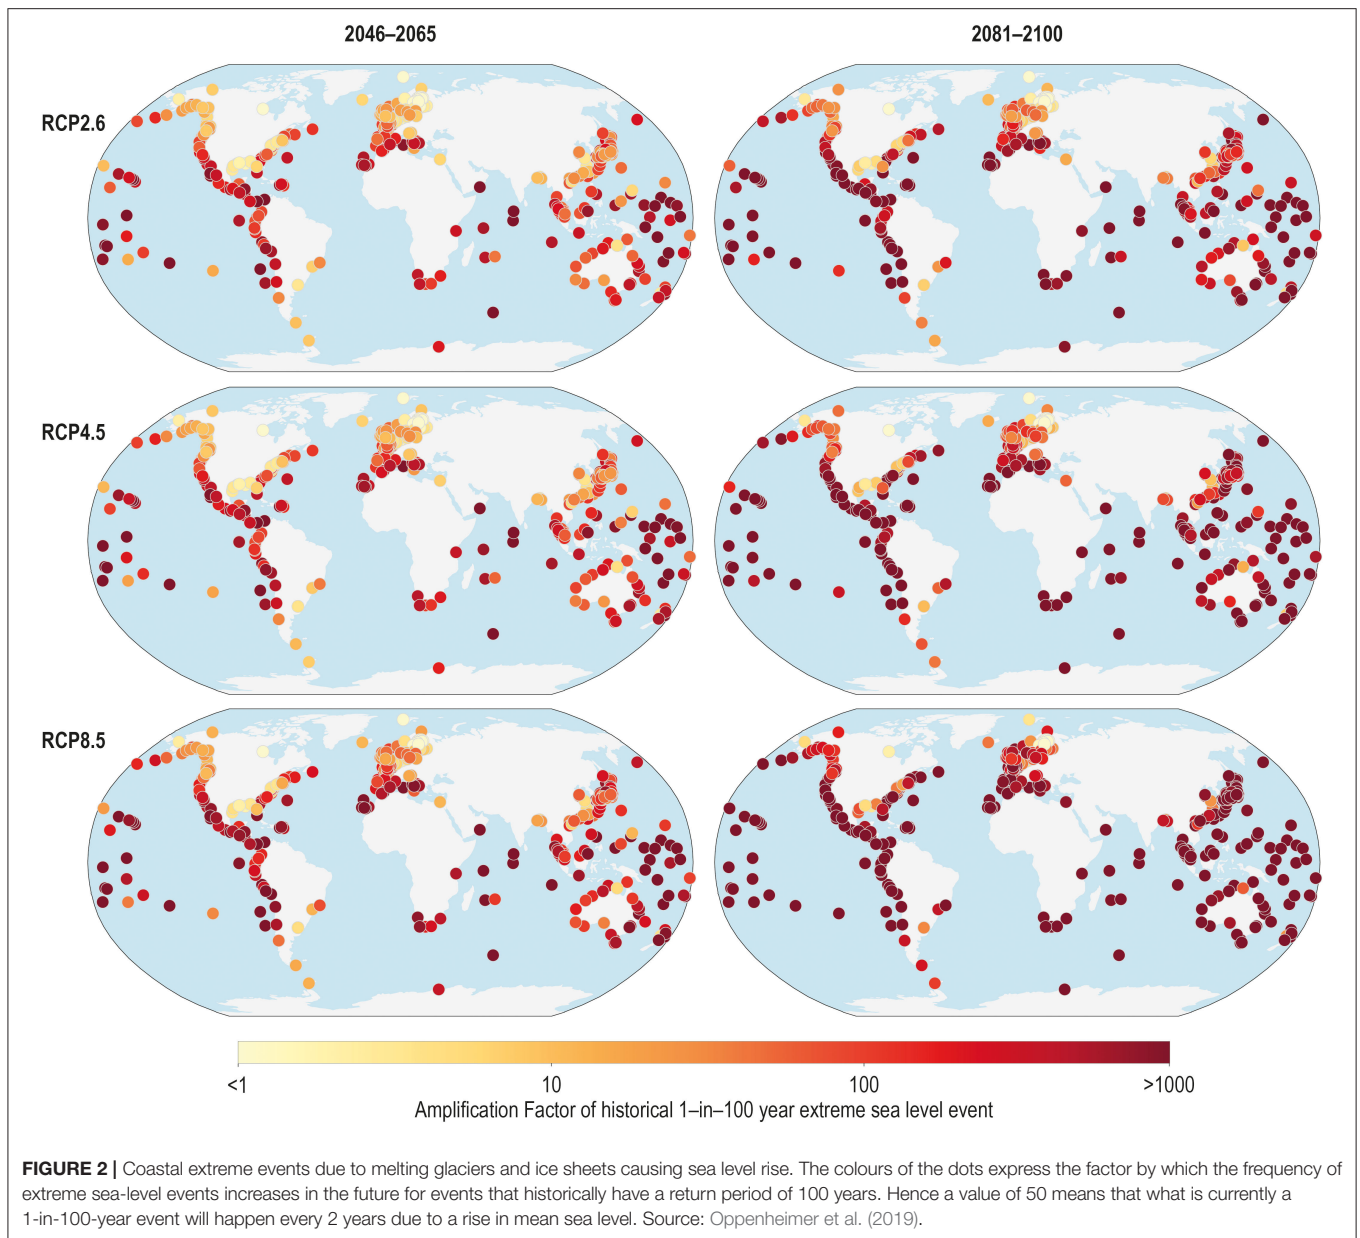 2046–2065
2081–2100
RCP2.6
RCP4.5
RCP8.5
<1
10
100
>1000
Amplification Factor of historical 1–in–100 year extreme sea level event
FIGURE 2 | Coastal extreme events due to melting glaciers and ice sheets causing sea level rise. The colours of the dots express the factor by which the frequency of
extreme sea-level events increases in the future for events that historically have a return period of 100 years. Hence a value of 50 means that what is currently a
1-in-100-year event will happen every 2 years due to a rise in mean sea level. Source: Oppenheimer et al. (2019).